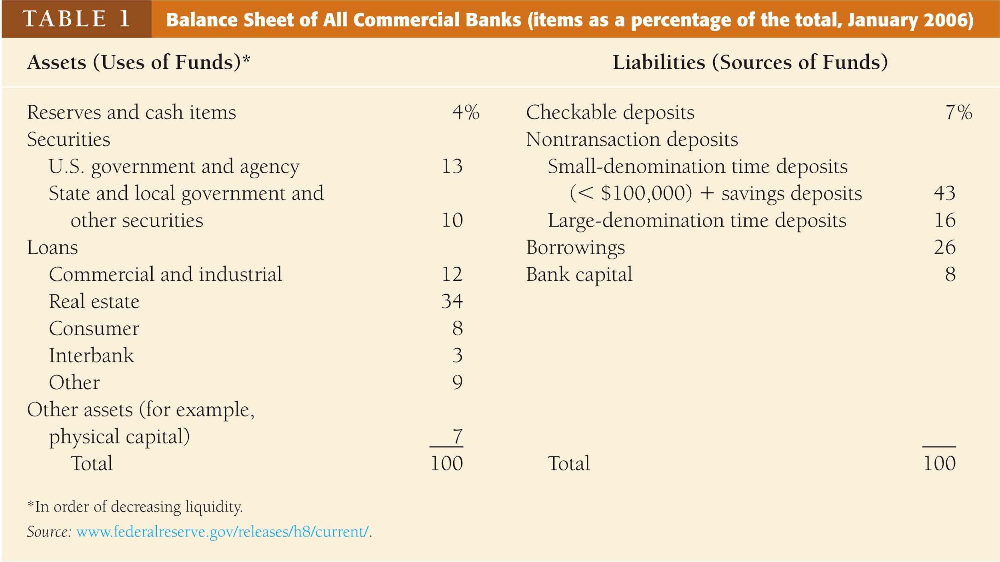 TABLE 1 Balance Sheet of All Commercial Banks (items as a percentage of the total, January 2006)
Assets (Uses of Funds)* Liabilities (Sources of Funds)
Reserves and cash items 4% Checkable deposits 7%
Securities Nontransaction deposits
U.S. government and agency 13 Small-denomination time deposits
State and local government and (< $100,000) + savings deposits 43
other securities 10 Large-denomination time deposits 16
Loans Borrowings 26
Commercial and industrial 12 Bank capital 8
Real estate 34
Consumer 8
Interbank 3
Other 9
Other assets (for example,
physical capital) 7
Total 100 Total 100
*In order of decreasing liquidity.
Source: www.federalreserve.gov/releases/h8/current/.